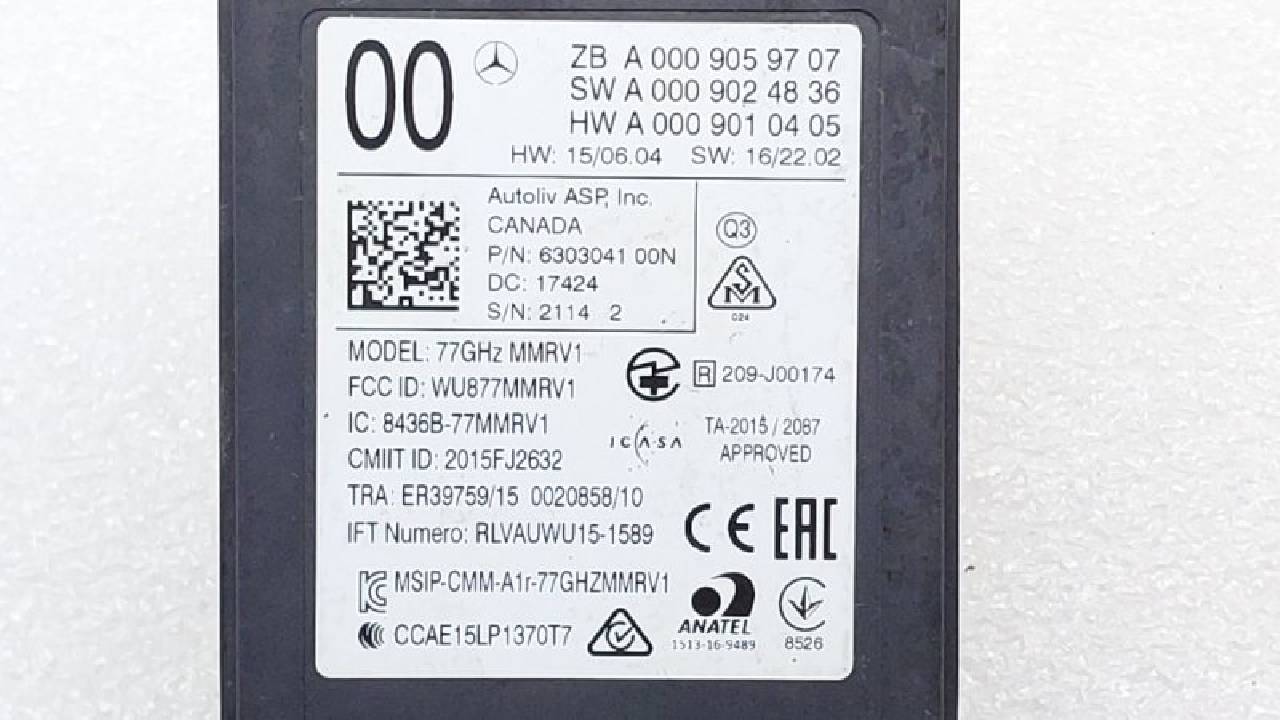 00
ZB A 000 905 97 07
SW A 000 902 48 36
HW A 000 901 04 05
HW: 15/06.04 SW: 16/22.02
Autoliv ASP, Inc.
CANADA
P/N: 6303041 00N
DC: 17424
S/N: 2114 2
Q3
S
M
C24
MODEL: 77GHz MMRV1
FCC ID: WU877MMRV1
IC: 8436B-77MMRV1
CMIIT ID: 2015FJ2632
TRA: ER39759/15 0020858/10
IFT Numero: RLVAUWU15-1589
R 209-J00174
ICASA
TA-2015 / 2087
APPROVED
CE EAC
MSIP-CMM-A1r-77GHZMMRV1
CCAE15LP1370T7
ANATEL
1513-16-9489
8526